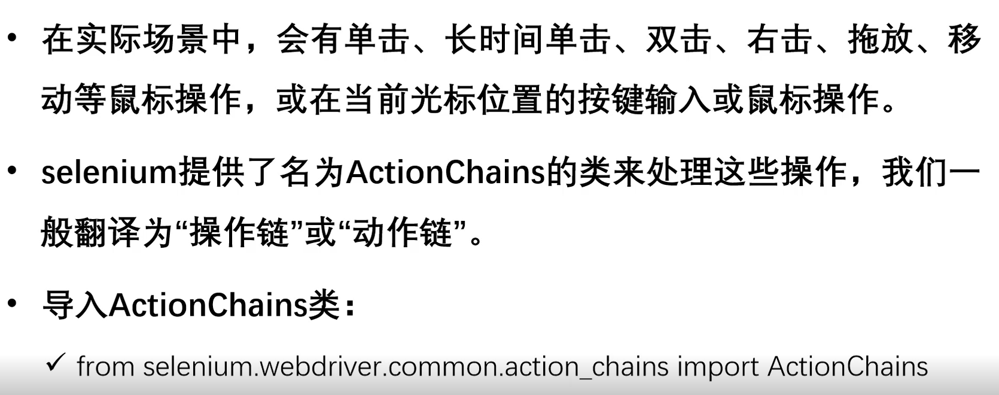 • 在实际场景中，会有单击、长时间单击、双击、右击、拖放、移
动等鼠标操作，或在当前光标位置的按键输入或鼠标操作。
• selenium提供了名为ActionChains的类来处理这些操作，我们一
般翻译为“操作链”或“动作链”。
• 导入ActionChains类：
✓ from selenium.webdriver.common.action_chains import ActionChains